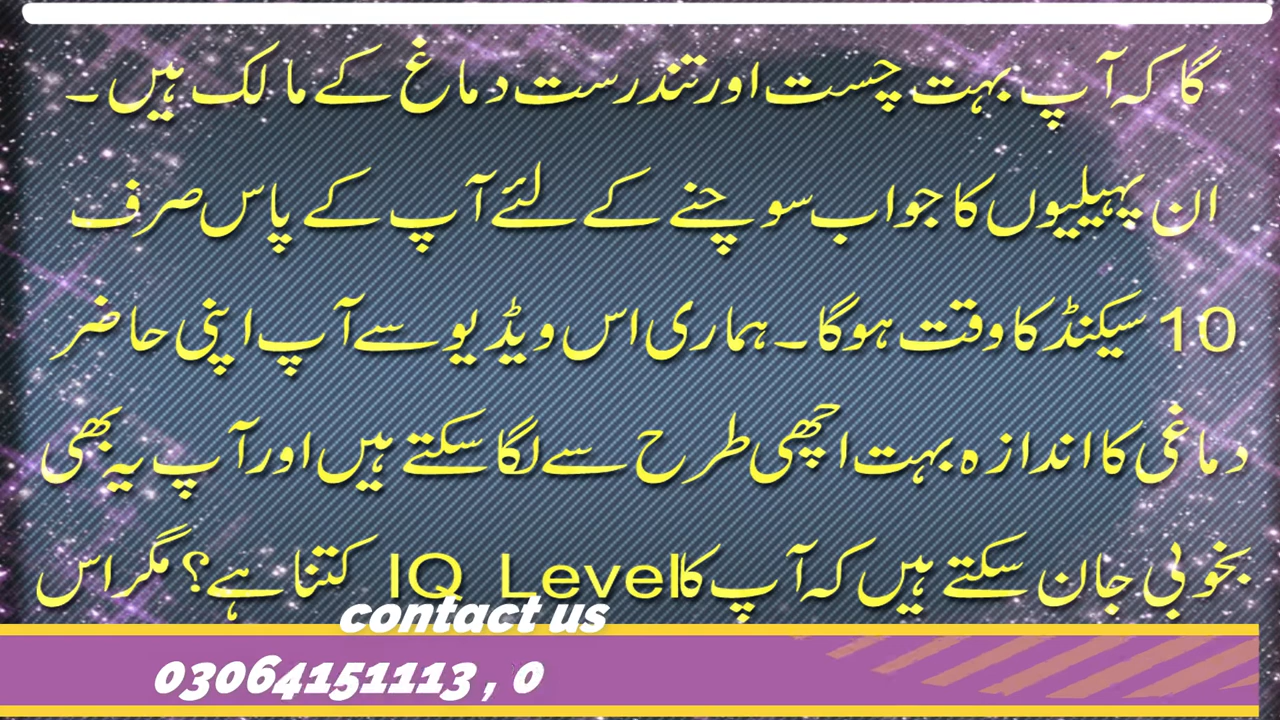 گا کہ آپ بہت چست اور تندرست دماغ کے مالک ہیں۔
ان پہیلیوں کا جواب سوچنے کے لئے آپ کے پاس صرف
10 سیکنڈ کا وقت ہوگا۔ ہماری اس ویڈیو سے آپ اپنی حاضر
دماغی کا اندازہ بہت اچھی طرح سے لگا سکتے ہیں اور آپ یہ بھی
بخوبی جان سکتے ہیں کہ آپ کا IQ Level کتنا ہے؟ مگر اس
contact us
03064151113 , 0